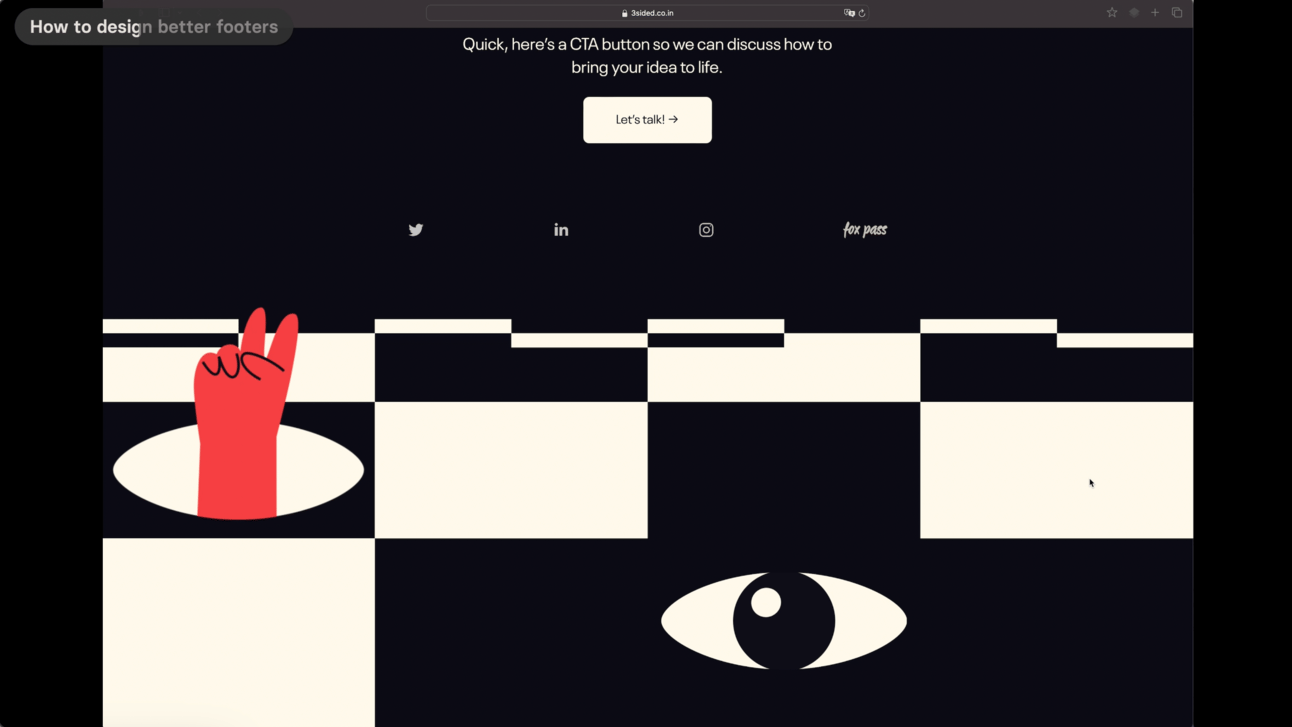 How to design better footers
3sided.co.in
Quick, here's a CTA button so we can discuss how to
bring your idea to life.
Let's talk! →
in
fox pass